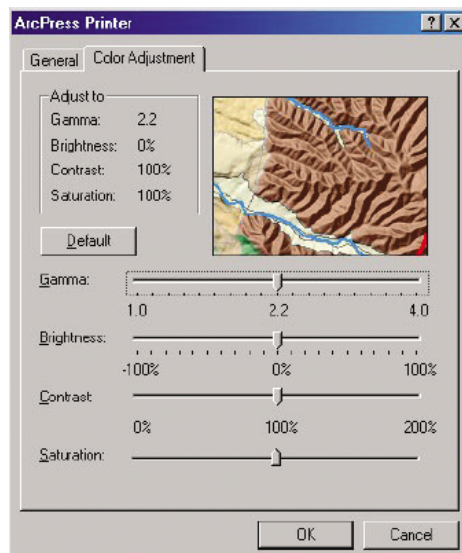 ArcPress Printer
General Color Adjustment
Adjust to
Gamma: 2.2
Brightness: 0%
Contrast: 100%
Saturation: 100%
Default
Gamma:
1.0 2.2 4.0
Brightness:
-100% 0% 100%
Contrast
0% 100% 200%
Saturation:
OK Cancel